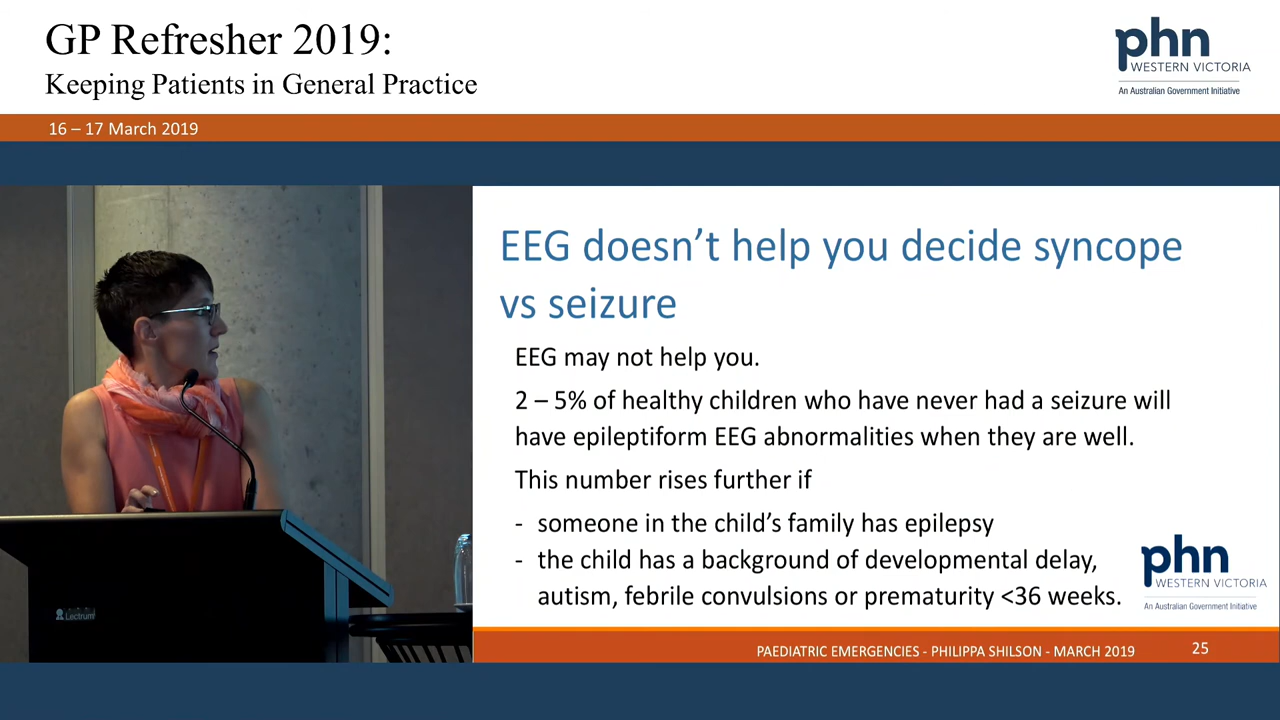 GP Refresher 2019:
Keeping Patients in General Practice
phn
WESTERN VICTORIA
An Australian Government Initiative
16 – 17 March 2019
EEG doesn’t help you decide syncope
vs seizure
EEG may not help you.
2 – 5% of healthy children who have never had a seizure will
have epileptiform EEG abnormalities when they are well.
This number rises further if
- someone in the child’s family has epilepsy
- the child has a background of developmental delay,
autism, febrile convulsions or prematurity <36 weeks.
phn
WESTERN VICTORIA
An Australian Government Initiative
Lectrum
PAEDIATRIC EMERGENCIES - PHILIPPA SHILSON - MARCH 2019
25